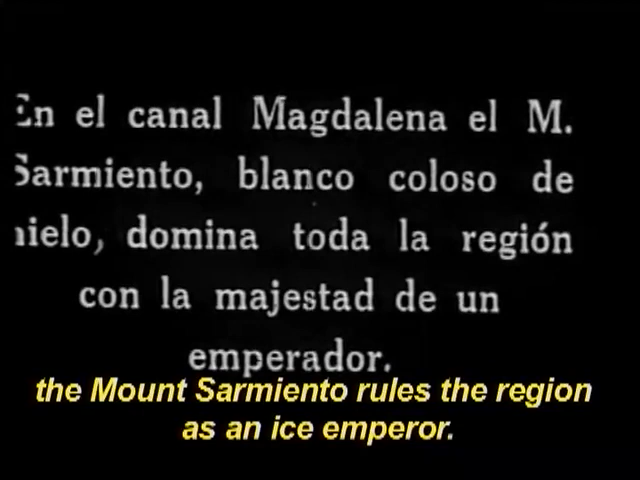 En el canal Magdalena el M.
Sarmiento, blanco coloso de
hielo, domina toda la región
con la majestad de un
emperador.
the Mount Sarmiento rules the region
as an ice emperor.